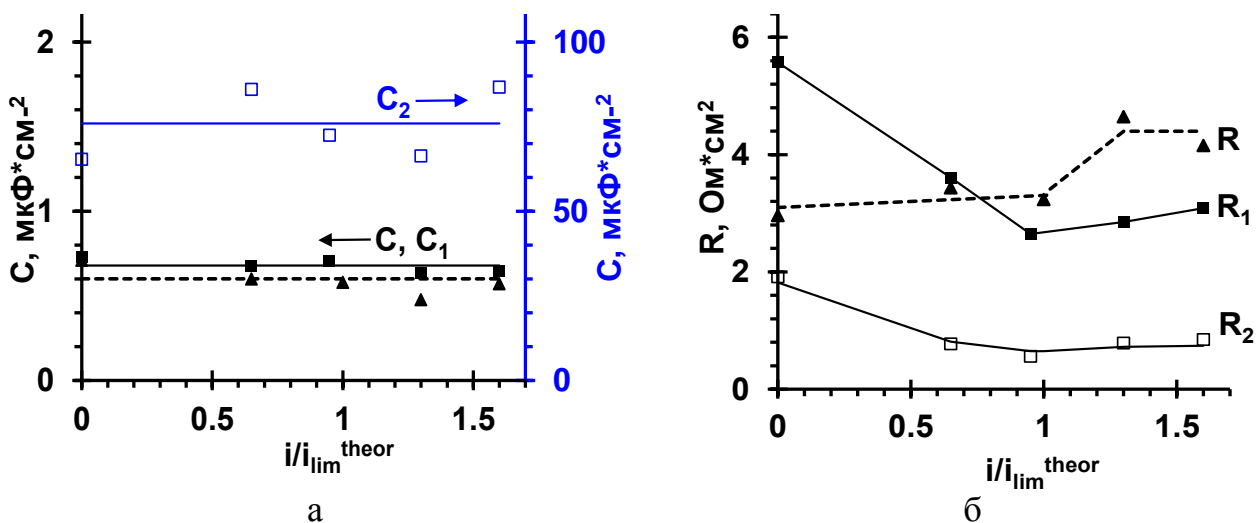 2
1
0
C, мкФ*см-²
100
50
0
C, мкФ*см-²
C₂
C, C₁
0
0.5
1
1.5
i/i_lim^theor
а
6
4
2
0
R, Ом*см²
R
R₁
R₂
0
0.5
1
1.5
i/i_lim^theor
б